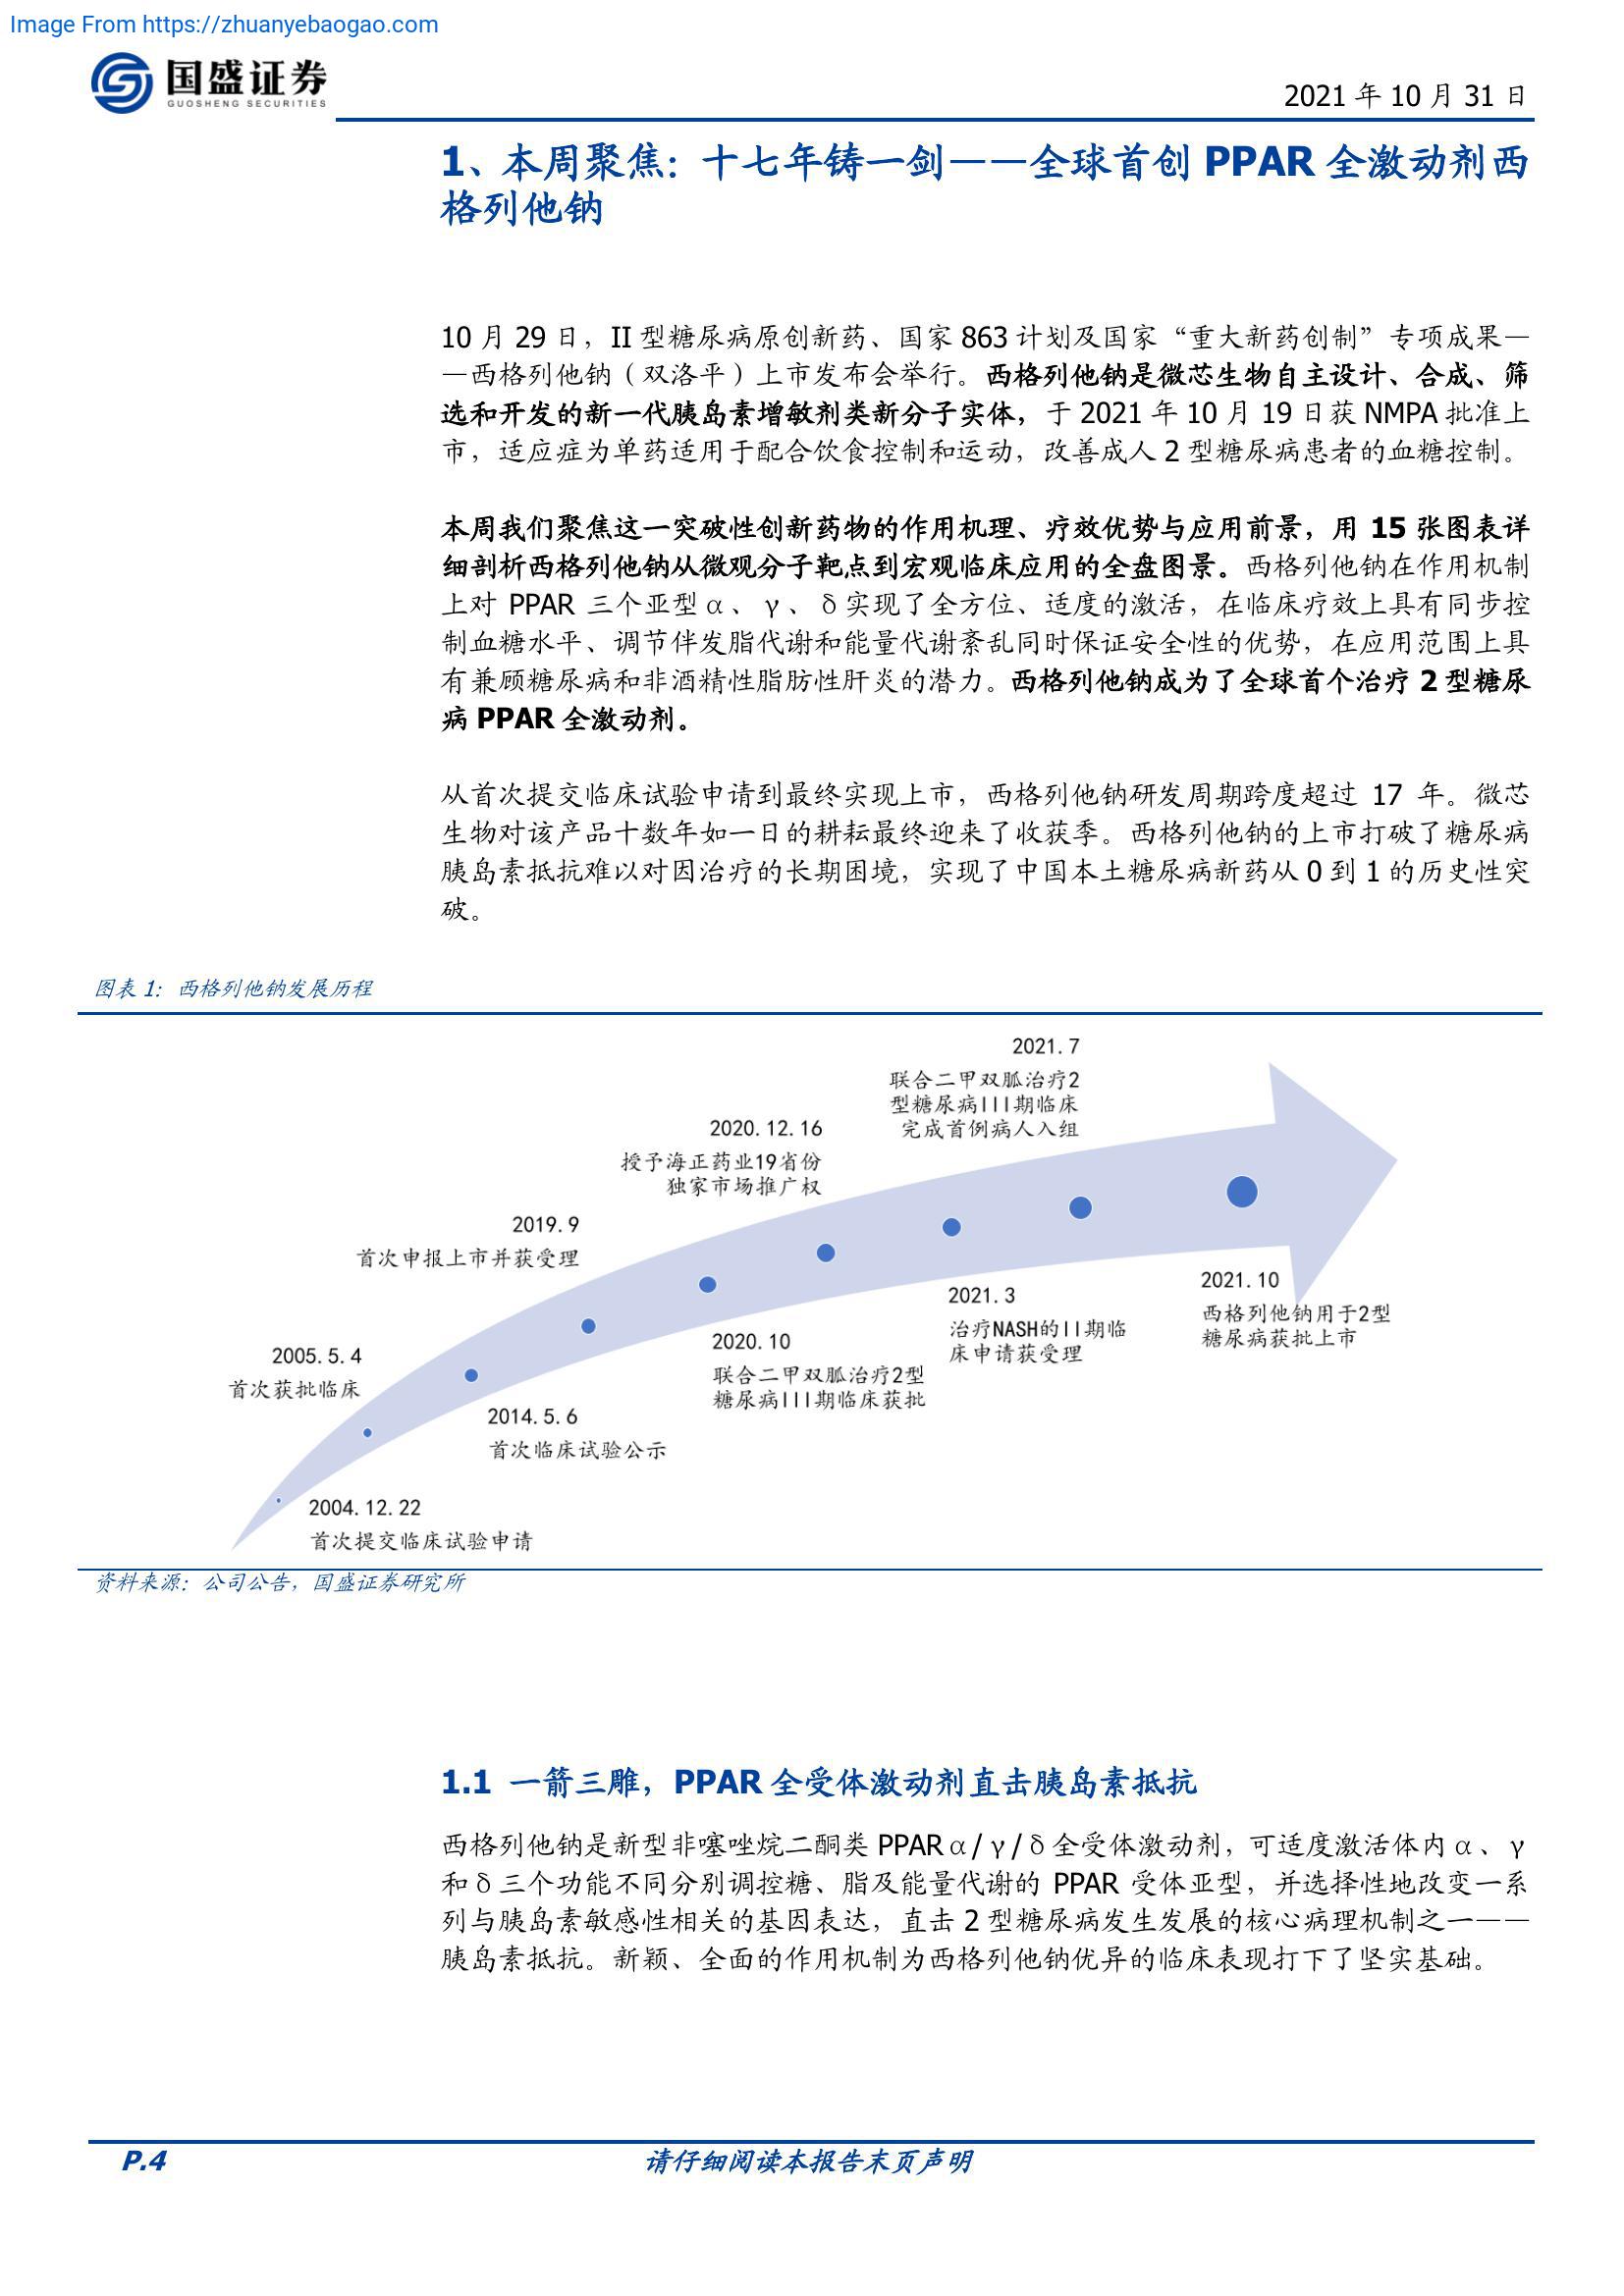 Image From https://zhuanyebaogao.com
国盛证券
GUOSHENG SECURITIES
2021 年 10 月 31 日
1、本周聚焦：十七年铸一剑——全球首创 PPAR 全激动剂西
格列他钠
10 月 29 日，II 型糖尿病原创新药、国家 863 计划及国家“重大新药创制”专项成果—
—西格列他钠（双洛平）上市发布会举行。西格列他钠是微芯生物自主设计、合成、筛
选和开发的新一代胰岛素增敏剂类新分子实体，于 2021 年 10 月 19 日获 NMPA 批准上
市，适应症为单药适用于配合饮食控制和运动，改善成人 2 型糖尿病患者的血糖控制。
本周我们聚焦这一突破性创新药物的作用机理、疗效优势与应用前景，用 15 张图表详
细剖析西格列他钠从微观分子靶点到宏观临床应用的全盘图景。西格列他钠在作用机制
上对 PPAR 三个亚型α、γ、δ实现了全方位、适度的激活，在临床疗效上具有同步控
制血糖水平、调节伴发脂代谢和能量代谢紊乱同时保证安全性的优势，在应用范围上具
有兼顾糖尿病和非酒精性脂肪性肝炎的潜力。西格列他钠成为了全球首个治疗 2 型糖尿
病 PPAR 全激动剂。
从首次提交临床试验申请到最终实现上市，西格列他钠研发周期跨度超过 17 年。微芯
生物对该产品十数年如一日的耕耘最终迎来了收获季。西格列他钠的上市打破了糖尿病
胰岛素抵抗难以对因治疗的长期困境，实现了中国本土糖尿病新药从 0 到 1 的历史性突
破。
图表 1：西格列他钠发展历程
2021.7
联合二甲双胍治疗2
型糖尿病III期临床
完成首例病人入组
2020.12.16
授予海正药业19省份
独家市场推广权
2019.9
首次申报上市并获受理
2005.5.4
首次获批临床
2021.10
西格列他钠用于2型
糖尿病获批上市
2021.3
治疗NASH的II期临
床申请获受理
2020.10
联合二甲双胍治疗2型
糖尿病III期临床获批
2014.5.6
首次临床试验公示
2004.12.22
首次提交临床试验申请
资料来源：公司公告，国盛证券研究所
1.1 一箭三雕，PPAR 全受体激动剂直击胰岛素抵抗
西格列他钠是新型非噻唑烷二酮类 PPARα/γ/δ全受体激动剂，可适度激活体内α、γ
和δ三个功能不同分别调控糖、脂及能量代谢的 PPAR 受体亚型，并选择性地改变一系
列与胰岛素敏感性相关的基因表达，直击 2 型糖尿病发生发展的核心病理机制之一——
胰岛素抵抗。新颖、全面的作用机制为西格列他钠优异的临床表现打下了坚实基础。
P.4
请仔细阅读本报告末页声明